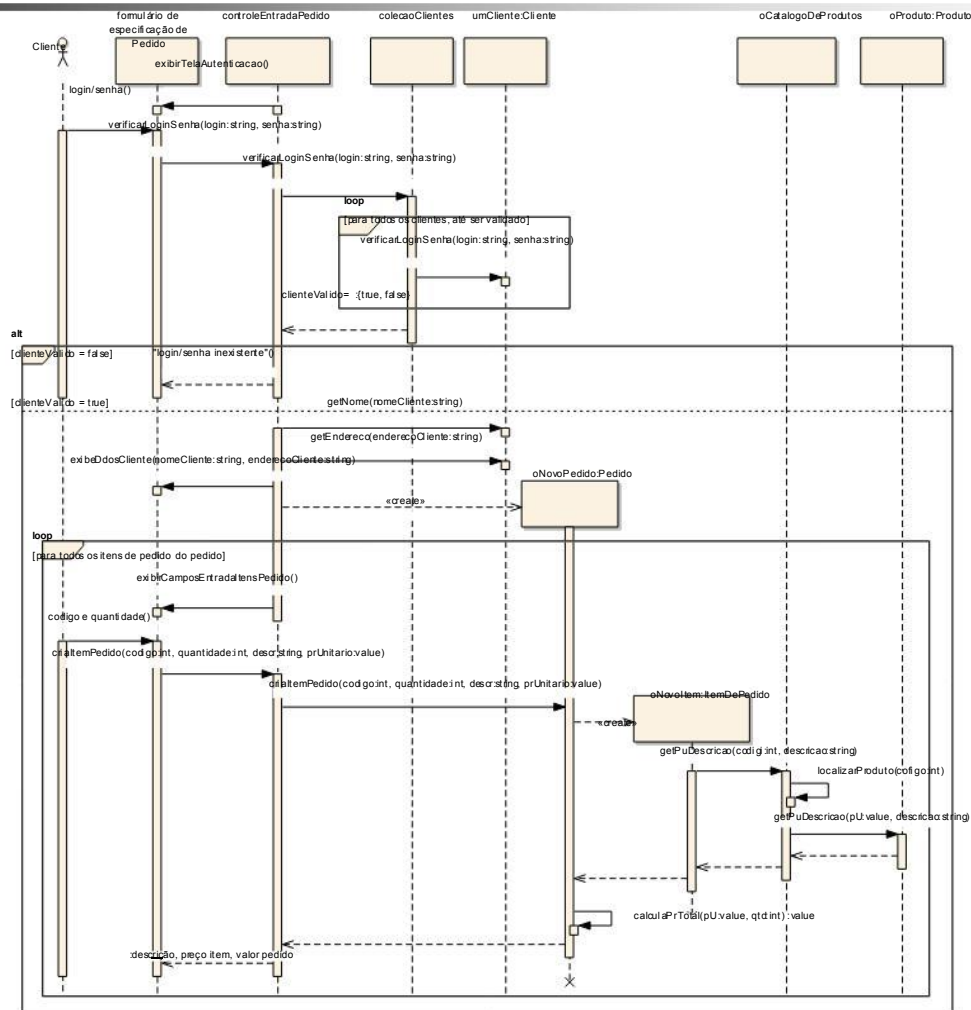 formulário de
especificação de
Pedido
controleEntradaPedido
colecaoClientes
umCliente:Cliente
oCatalogoDeProdutos
oProduto:Produto
Cliente
exibirTelaAutenticacao()
login/senha()
verificarLoginSenha(login:string, senha:string)
verificarLoginSenha(login:string, senha:string)
loop
[para todos os clientes, até ser validado]
verificarLoginSenha(login:string, senha:string)
clienteValido= :{true, false}
alt
[clienteValido = false]
"login/senha inexistente"()
[clienteValido = true]
getNome(nomeCliente:string)
getEndereco(enderecoCliente:string)
exibeDdosCliente(nomeCliente:string, enderecoCliente:string)
oNovoPedido:Pedido
«create»
loop
[para todos os itens de pedido do pedido]
exibirCamposEntradaItensPedido()
codigo e quantidade()
criaItemPedido(codigo:int, quantidade:int, descr:string, prUnitario:value)
criaItemPedido(codigo:int, quantidade:int, descr:string, prUnitario:value)
oNovoItem:ItemDePedido
«create»
getPuDescricao(codigi:int, descricao:string)
localizarProduto(cofigo:int)
getPuDescricao(pU:value, descricao:string)
calculaPrTotal(pU:value, qtd:int) :value
:descrição, preço item, valor pedido